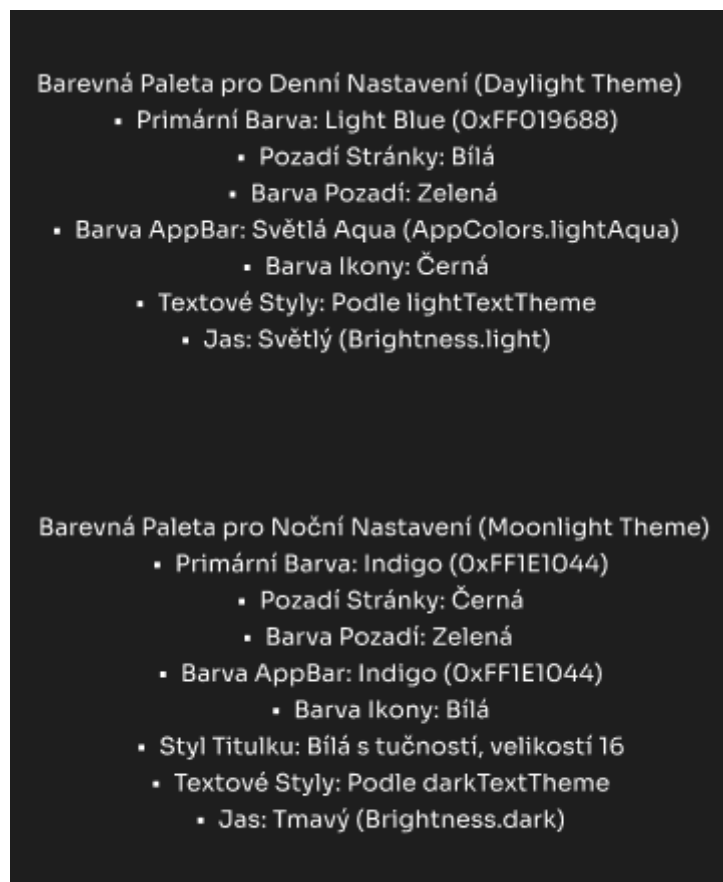 Barevná Paleta pro Denní Nastavení (Daylight Theme)
▪ Primární Barva: Light Blue (0xFF019688)
▪ Pozadí Stránky: Bílá
▪ Barva Pozadí: Zelená
▪ Barva AppBar: Světlá Aqua (AppColors.lightAqua)
▪ Barva Ikony: Černá
▪ Textové Styly: Podle lightTextTheme
▪ Jas: Světlý (Brightness.light)
Barevná Paleta pro Noční Nastavení (Moonlight Theme)
▪ Primární Barva: Indigo (0xFF1E1044)
▪ Pozadí Stránky: Černá
▪ Barva Pozadí: Zelená
▪ Barva AppBar: Indigo (0xFF1E1044)
▪ Barva Ikony: Bílá
▪ Styl Titulku: Bílá s tučností, velikostí 16
▪ Textové Styly: Podle darkTextTheme
▪ Jas: Tmavý (Brightness.dark)